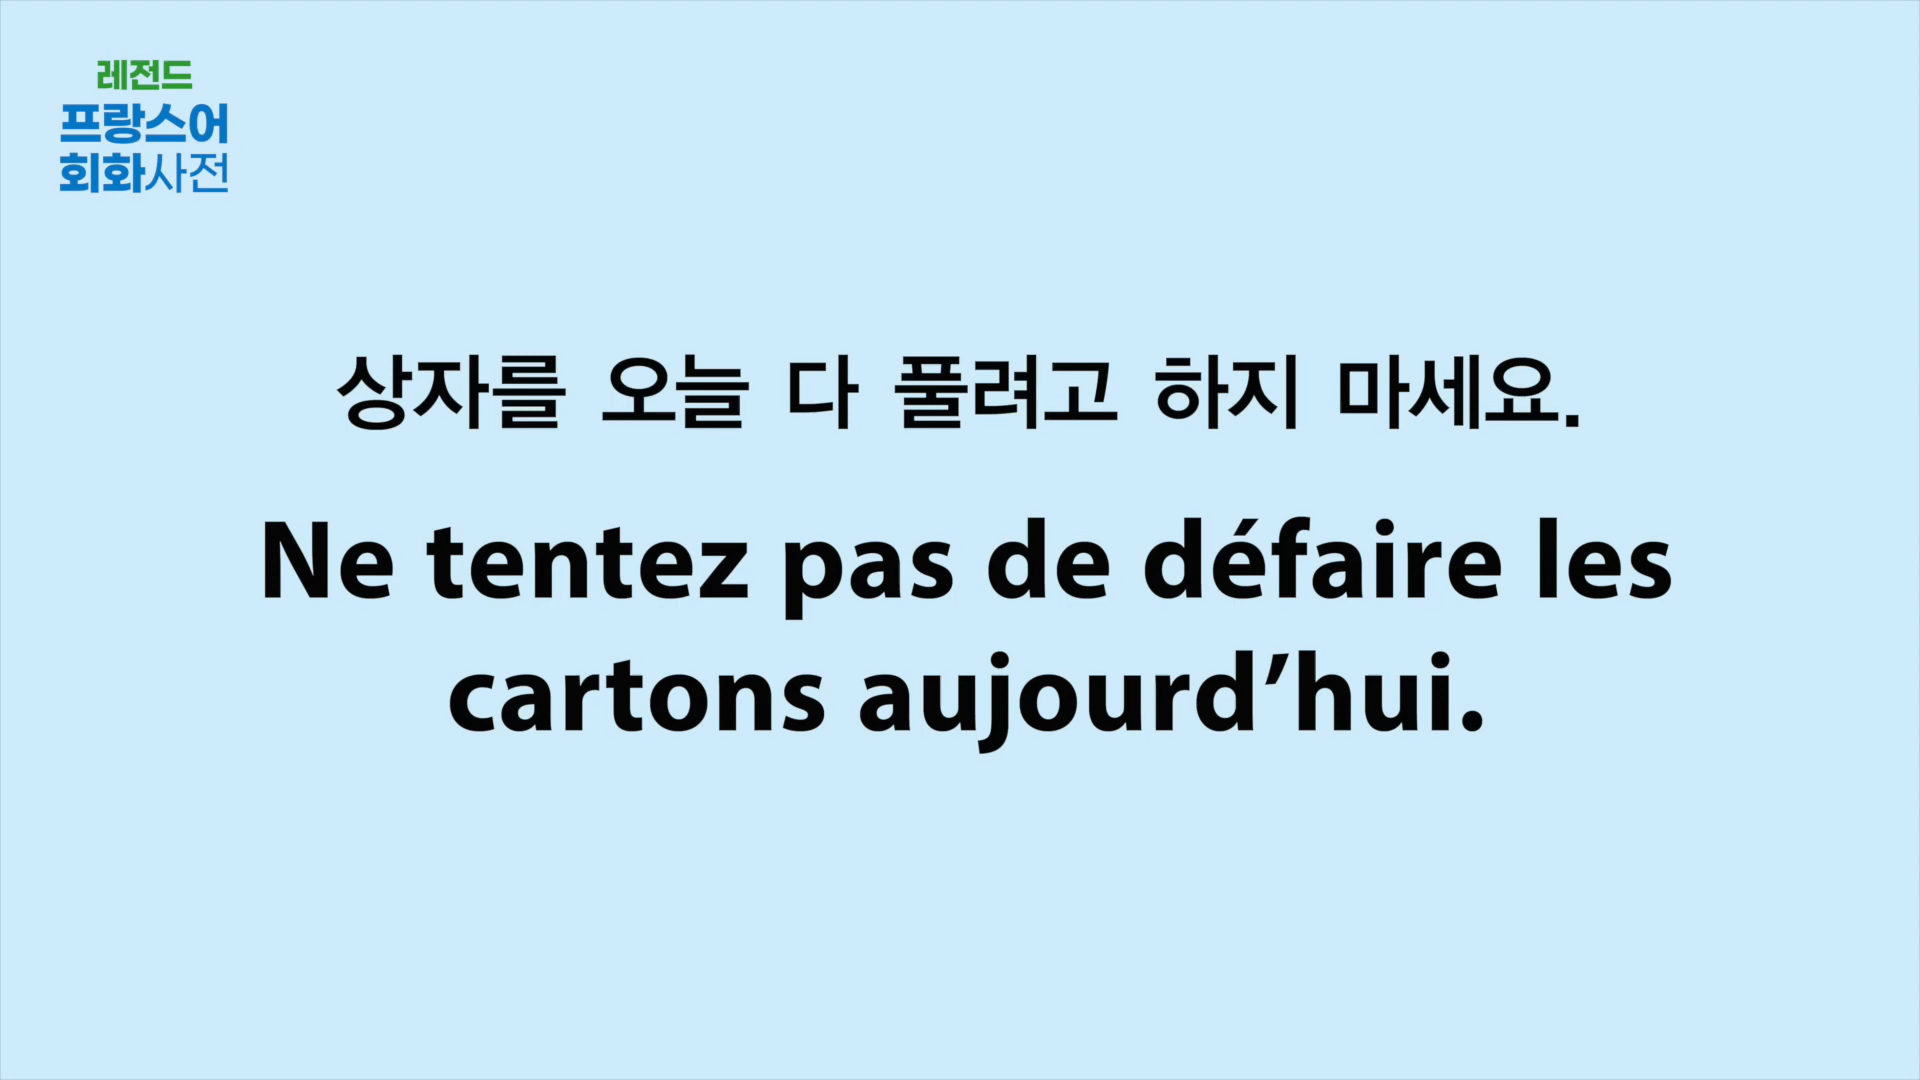 레전드
프랑스어
회화사전
상자를 오늘 다 풀려고 하지 마세요.
Ne tentez pas de défaire les
cartons aujourd’hui.